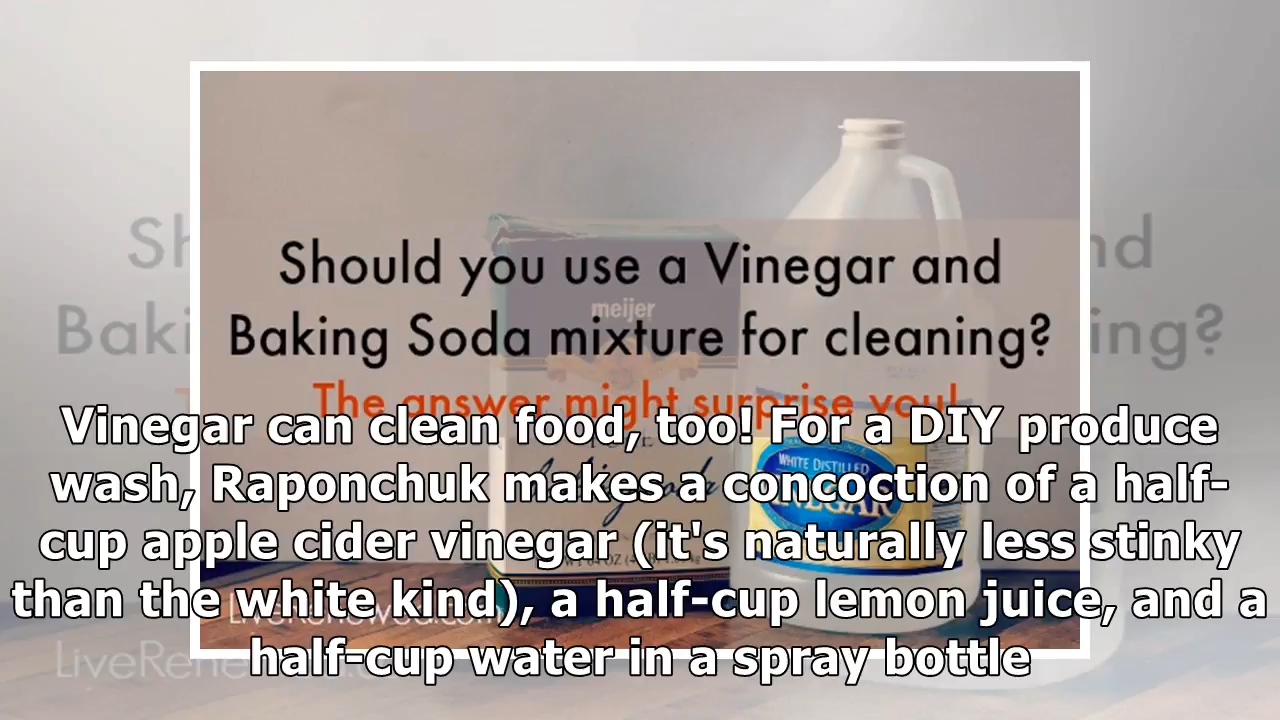 Should you use a Vinegar and
Baking Soda mixture for cleaning?
The answer might surprise you!
meijer
WHITE DISTILLED
VINEGAR
LiveRenewed.com
Vinegar can clean food, too! For a DIY produce
wash, Raponchuk makes a concoction of a half-
cup apple cider vinegar (it's naturally less stinky
than the white kind), a half-cup lemon juice, and a
half-cup water in a spray bottle